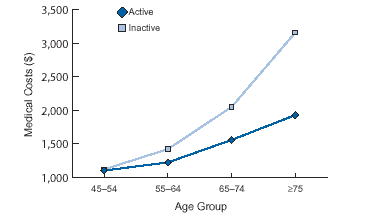 3,500
3,000
2,500
2,000
1,500
1,000
Medical Costs ($)
Active
Inactive
45–54
55–64
65–74
≥75
Age Group